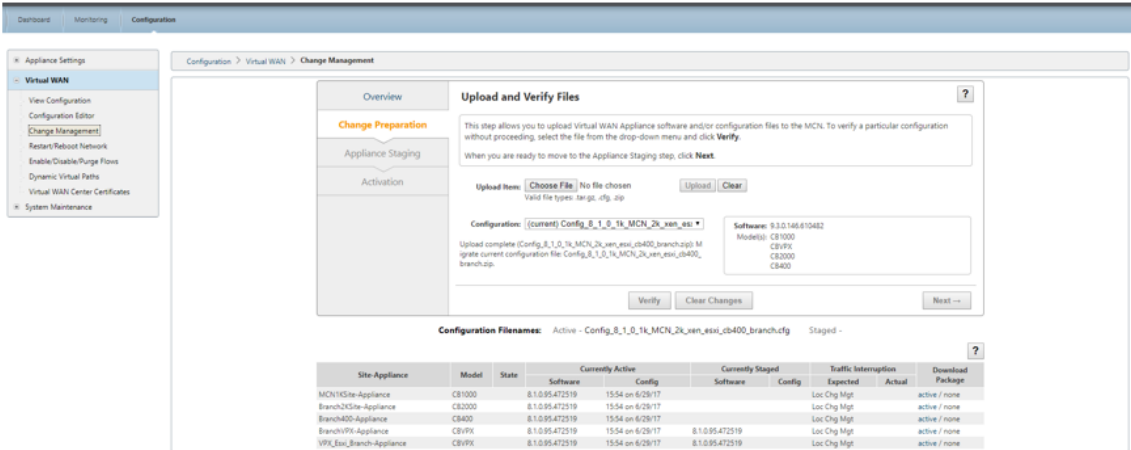 Dashboard Monitoring Configuration
Appliance Settings
Virtual WAN
View Configuration
Configuration Editor
Change Management
Restart/Reboot Network
Enable/Disable/Purge Flows
Dynamic Virtual Paths
Virtual WAN Center Certificates
System Maintenance
Configuration > Virtual WAN > Change Management
Overview
Change Preparation
Appliance Staging
Activation
Upload and Verify Files
?
This step allows you to upload Virtual WAN Appliance software and/or configuration files to the MCN. To verify a particular configuration
without proceeding, select the file from the drop-down menu and click Verify.
When you are ready to move to the Appliance Staging step, click Next.
Upload Item: Choose File No file chosen Upload Clear
Valid file types: .tar.gz, .cfg, .zip
Configuration: (current) Config_8_1_0_1k_MCN_2k_xen_es
Upload complete (Config_8_1_0_1k_MCN_2k_xen_esxi_cb400_branch.zip): M
igrate current configuration file: Config_8_1_0_1k_MCN_2k_xen_esxi_cb400_
branch.zip.
Software: 9.3.0.146.610482
Model(s): CB1000
CBVPX
CB2000
CB400
Verify Clear Changes Next →
Configuration Filenames: Active - Config_8_1_0_1k_MCN_2k_xen_esxi_cb400_branch.cfg Staged -
?
Site-Appliance Model State Currently Active Currently Staged Traffic Interruption Download Package
Software Config Software Config Expected Actual
MCN1KSite-Appliance CB1000 8.1.0.95.472519 15:54 on 6/29/17 Loc Chg Mgt active / none
Branch2KSite-Appliance CB2000 8.1.0.95.472519 15:54 on 6/29/17 Loc Chg Mgt active / none
Branch400-Appliance CB400 8.1.0.95.472519 15:54 on 6/29/17 Loc Chg Mgt active / none
BranchVPX-Appliance CBVPX 8.1.0.95.472519 15:54 on 6/29/17 8.1.0.95.472519 Loc Chg Mgt active / none
VPX_Esxi_Branch-Appliance CBVPX 8.1.0.95.472519 15:54 on 6/29/17 8.1.0.95.472519 Loc Chg Mgt active / none